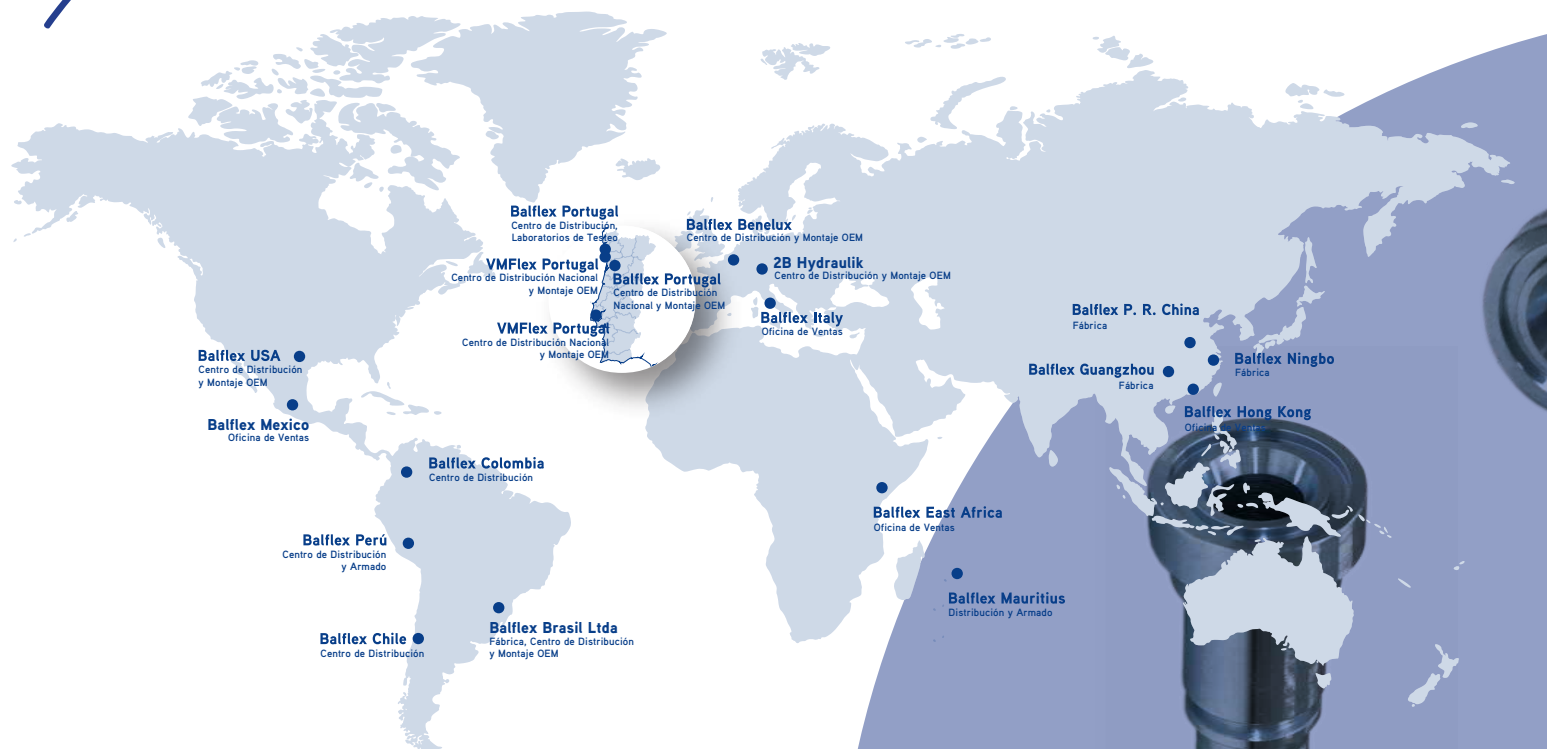 Balflex Portugal
Centro de Distribución,
Laboratorios de Testeo
VMFlex Portugal
Centro de Distribución Nacional
y Montaje OEM
Balflex Portugal
Centro de Distribución
Nacional y Montaje OEM
VMFlex Portugal
Centro de Distribución Nacional
y Montaje OEM
Balflex Benelux
Centro de Distribución y Montaje OEM
2B Hydraulik
Centro de Distribución y Montaje OEM
Balflex Italy
Oficina de Ventas
Balflex P. R. China
Fábrica
Balflex Ningbo
Fábrica
Balflex Guangzhou
Fábrica
Balflex Hong Kong
Oficina de Ventas
Balflex USA
Centro de Distribución
y Montaje OEM
Balflex Mexico
Oficina de Ventas
Balflex Colombia
Centro de Distribución
Balflex East Africa
Oficina de Ventas
Balflex Perú
Centro de Distribución
y Armado
Balflex Mauritius
Distribución y Armado
Balflex Brasil Ltda
Fábrica, Centro de Distribución
y Montaje OEM
Balflex Chile
Centro de Distribución